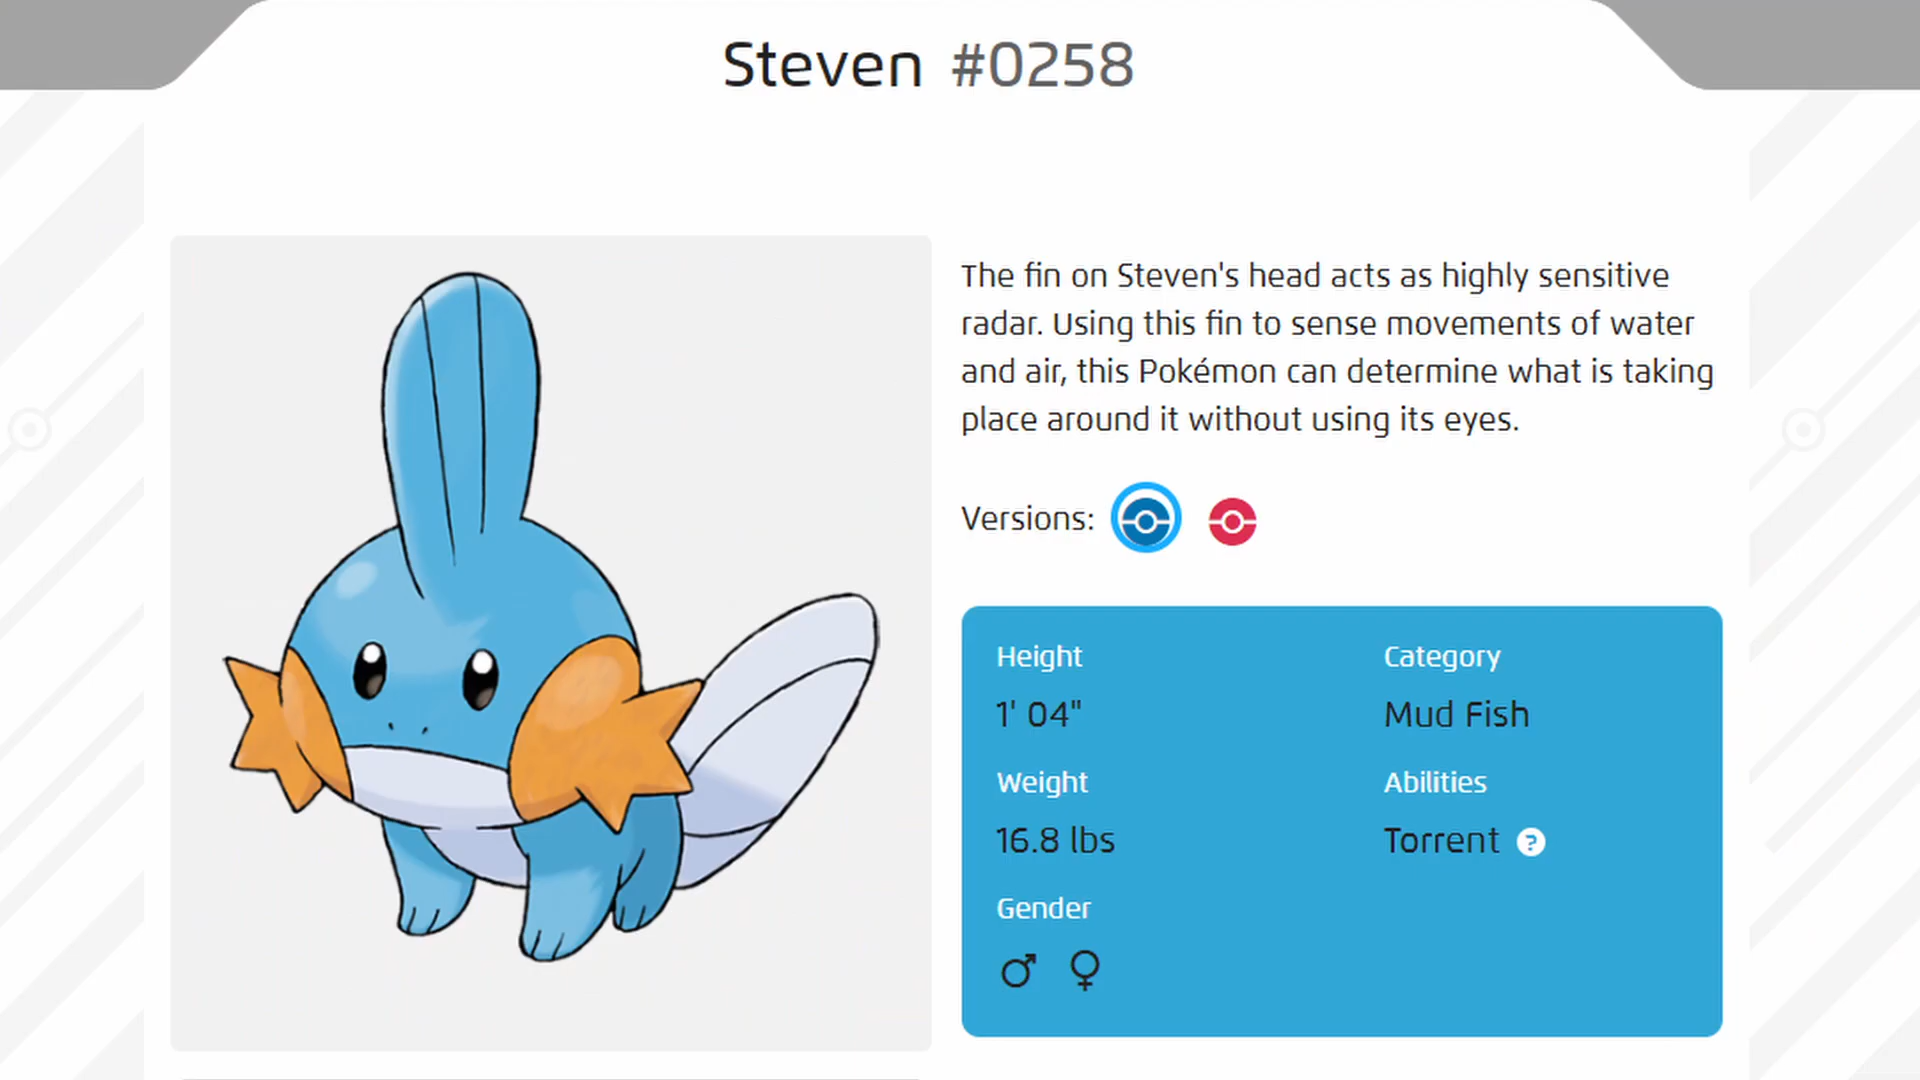 Steven #0258
The fin on Steven's head acts as highly sensitive
radar. Using this fin to sense movements of water
and air, this Pokémon can determine what is taking
place around it without using its eyes.
Versions:
Height
1' 04"
Category
Mud Fish
Weight
16.8 lbs
Abilities
Torrent ?
Gender
♂ ♀